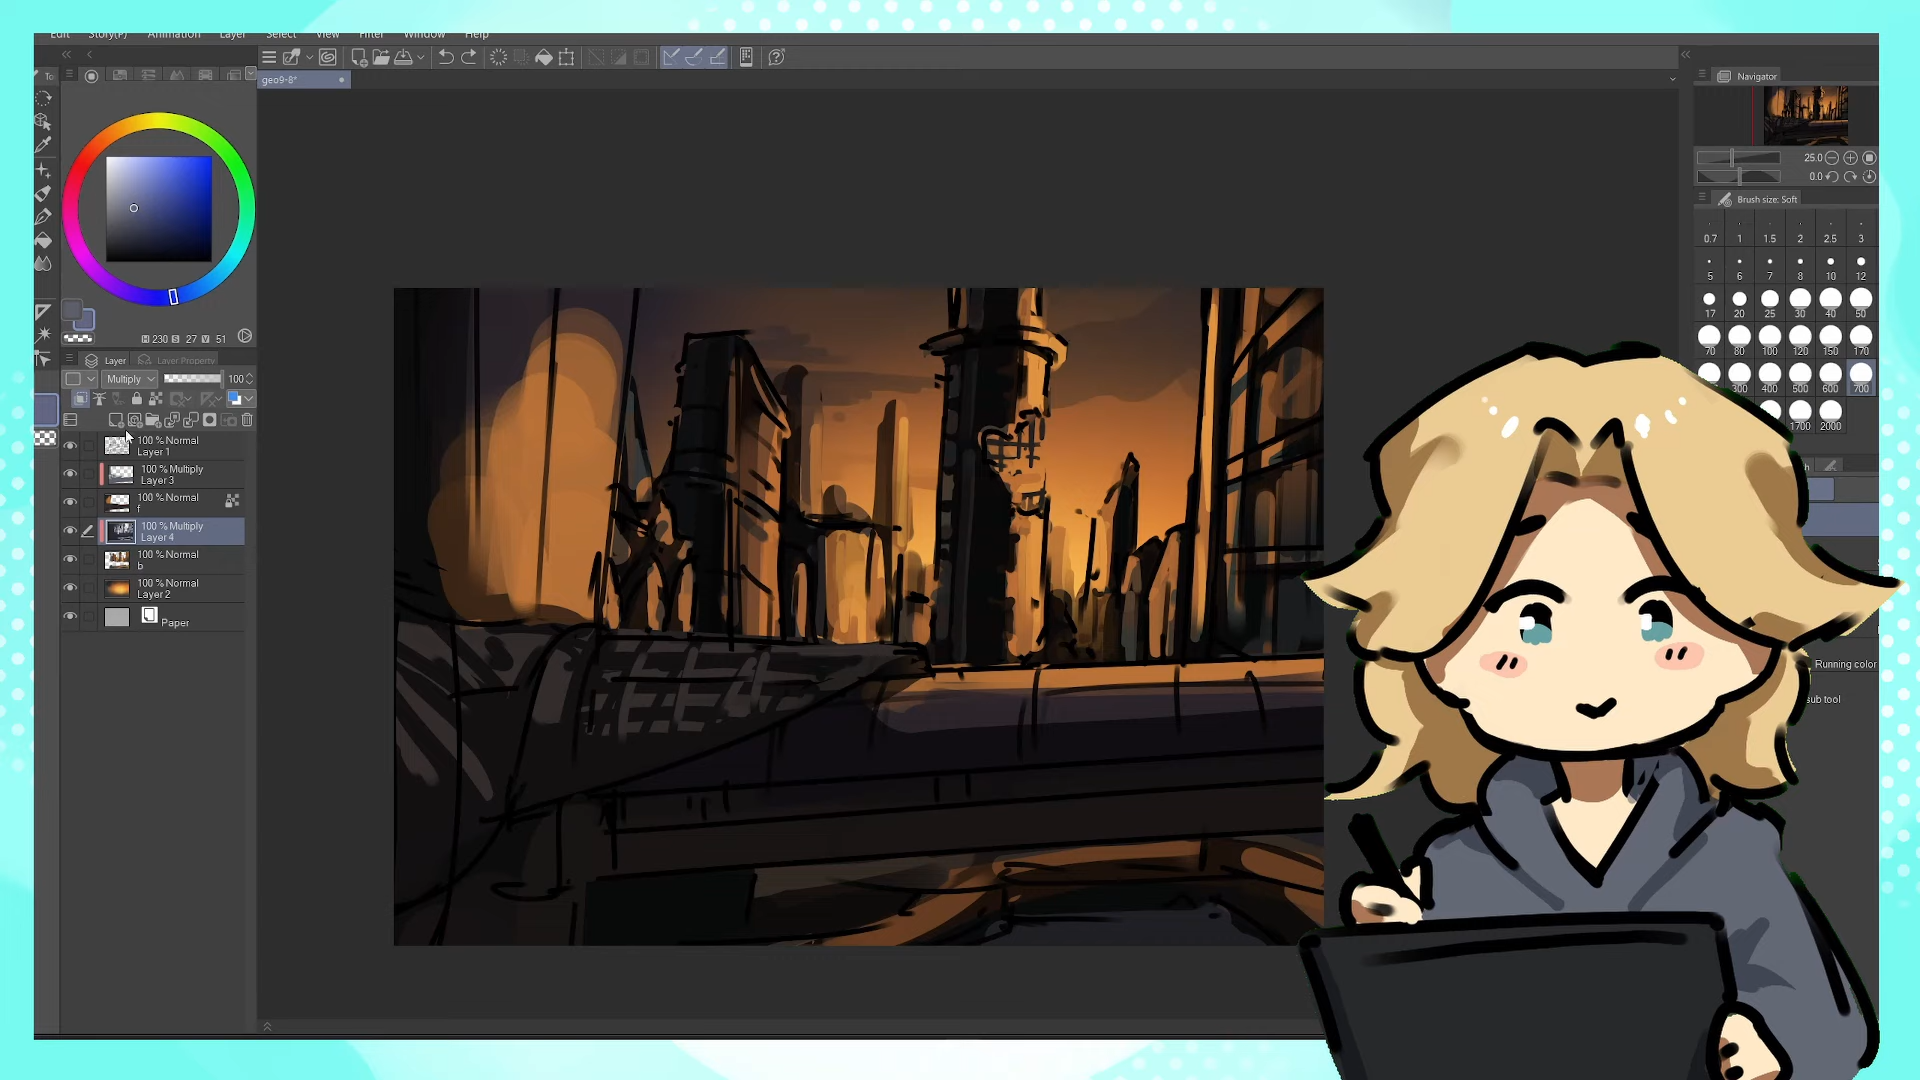 Edit Story(P) Animation Layer Select View Filter Window Help
To
geo9-8*
Navigator
25.0
0.0
Brush size: Soft
0.7 1 1.5 2 2.5 3
5 6 7 8 10 12
17 20 25 30 40 50
70 80 100 120 150 170
300 400 500 600 700
1700 2000
H 230 S 27 V 51
Layer Layer Property
Multiply 100
100 % Normal
Layer 1
100 % Multiply
Layer 3
100 % Normal
f
100 % Multiply
Layer 4
100 % Normal
b
100 % Normal
Layer 2
Paper
Running color
sub tool